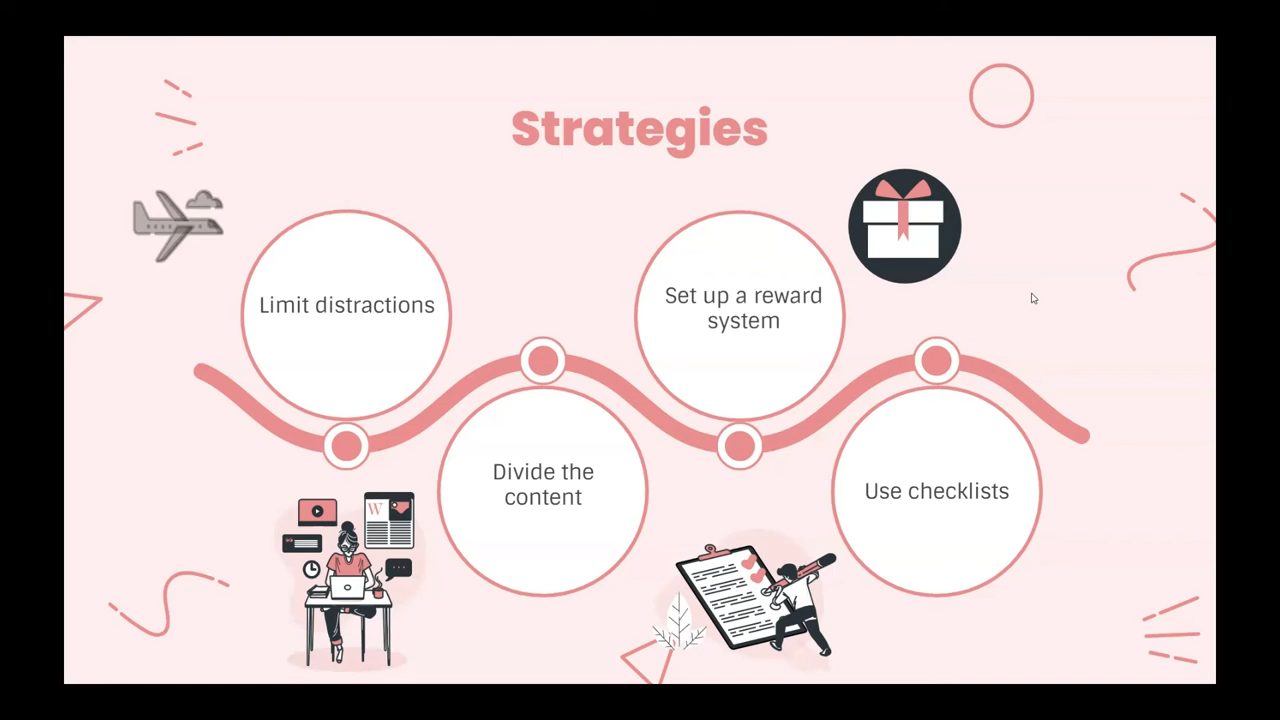 Strategies
Limit distractions
Set up a reward
system
Divide the
content
Use checklists
W